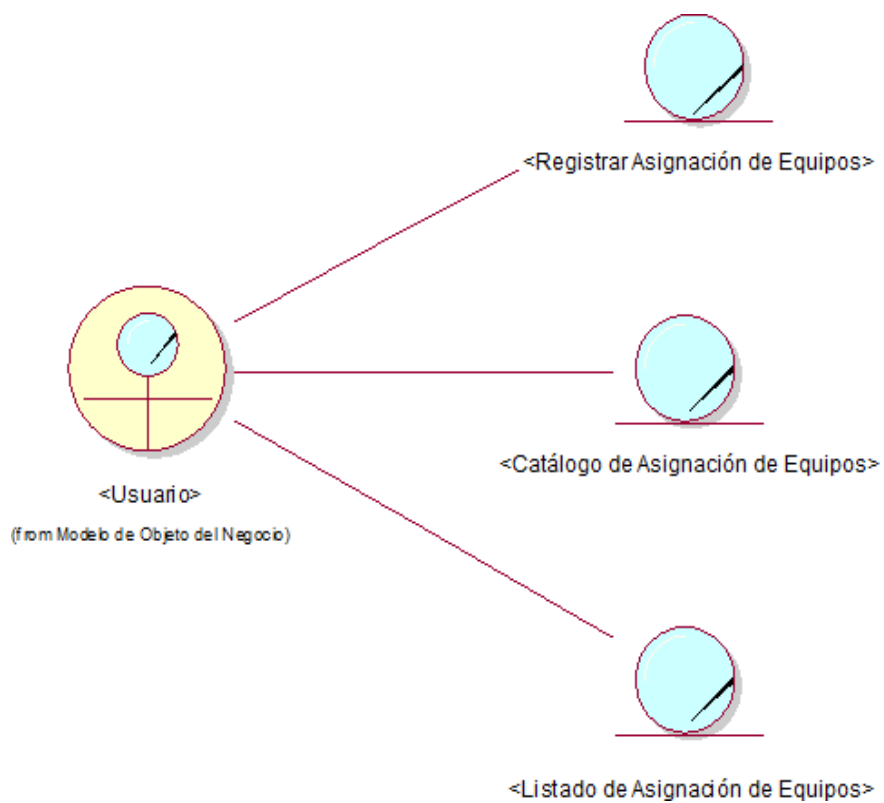 <Registrar Asignación de Equipos>
<Usuario>
(from Modelo de Objeto del Negocio)
<Catálogo de Asignación de Equipos>
<Listado de Asignación de Equipos>